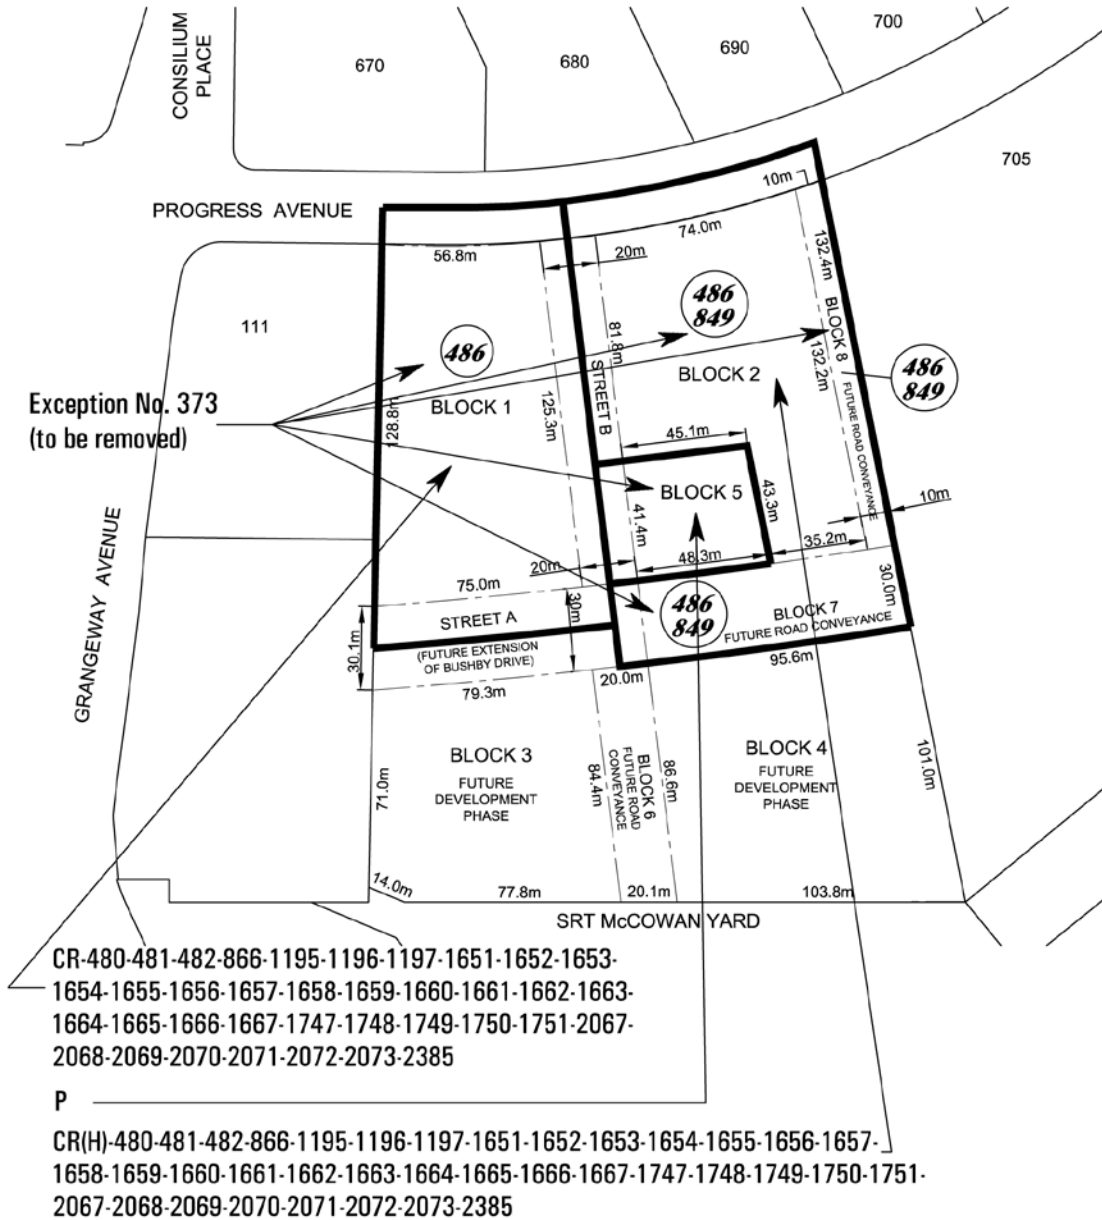 CONSILIUM
PLACE
670
680
690
700
705
PROGRESS AVENUE
10m
56.8m
20m
74.0m
132.4m
111
486
486
849
81.8m
BLOCK 8
132.2m
486
849
Exception No. 373
(to be removed)
BLOCK 1
128.8m
125.3m
STREET B
BLOCK 2
FUTURE ROAD CONVEYANCE
45.1m
BLOCK 5
43.3m
10m
GRANGEWAY AVENUE
41.4m
35.2m
48.3m
20m
75.0m
30m
30.0m
STREET A
486
849
BLOCK 7
FUTURE ROAD CONVEYANCE
30.1m
(FUTURE EXTENSION
OF BUSHBY DRIVE)
95.6m
79.3m
20.0m
BLOCK 3
FUTURE
DEVELOPMENT
PHASE
71.0m
84.4m
BLOCK 6
FUTURE ROAD
CONVEYANCE
86.6m
BLOCK 4
FUTURE
DEVELOPMENT
PHASE
101.0m
14.0m
77.8m
20.1m
103.8m
SRT McCOWAN YARD
CR-480-481-482-866-1195-1196-1197-1651-1652-1653-
1654-1655-1656-1657-1658-1659-1660-1661-1662-1663-
1664-1665-1666-1667-1747-1748-1749-1750-1751-2067-
2068-2069-2070-2071-2072-2073-2385
P
CR(H)-480-481-482-866-1195-1196-1197-1651-1652-1653-1654-1655-1656-1657-
1658-1659-1660-1661-1662-1663-1664-1665-1666-1667-1747-1748-1749-1750-1751-
2067-2068-2069-2070-2071-2072-2073-2385